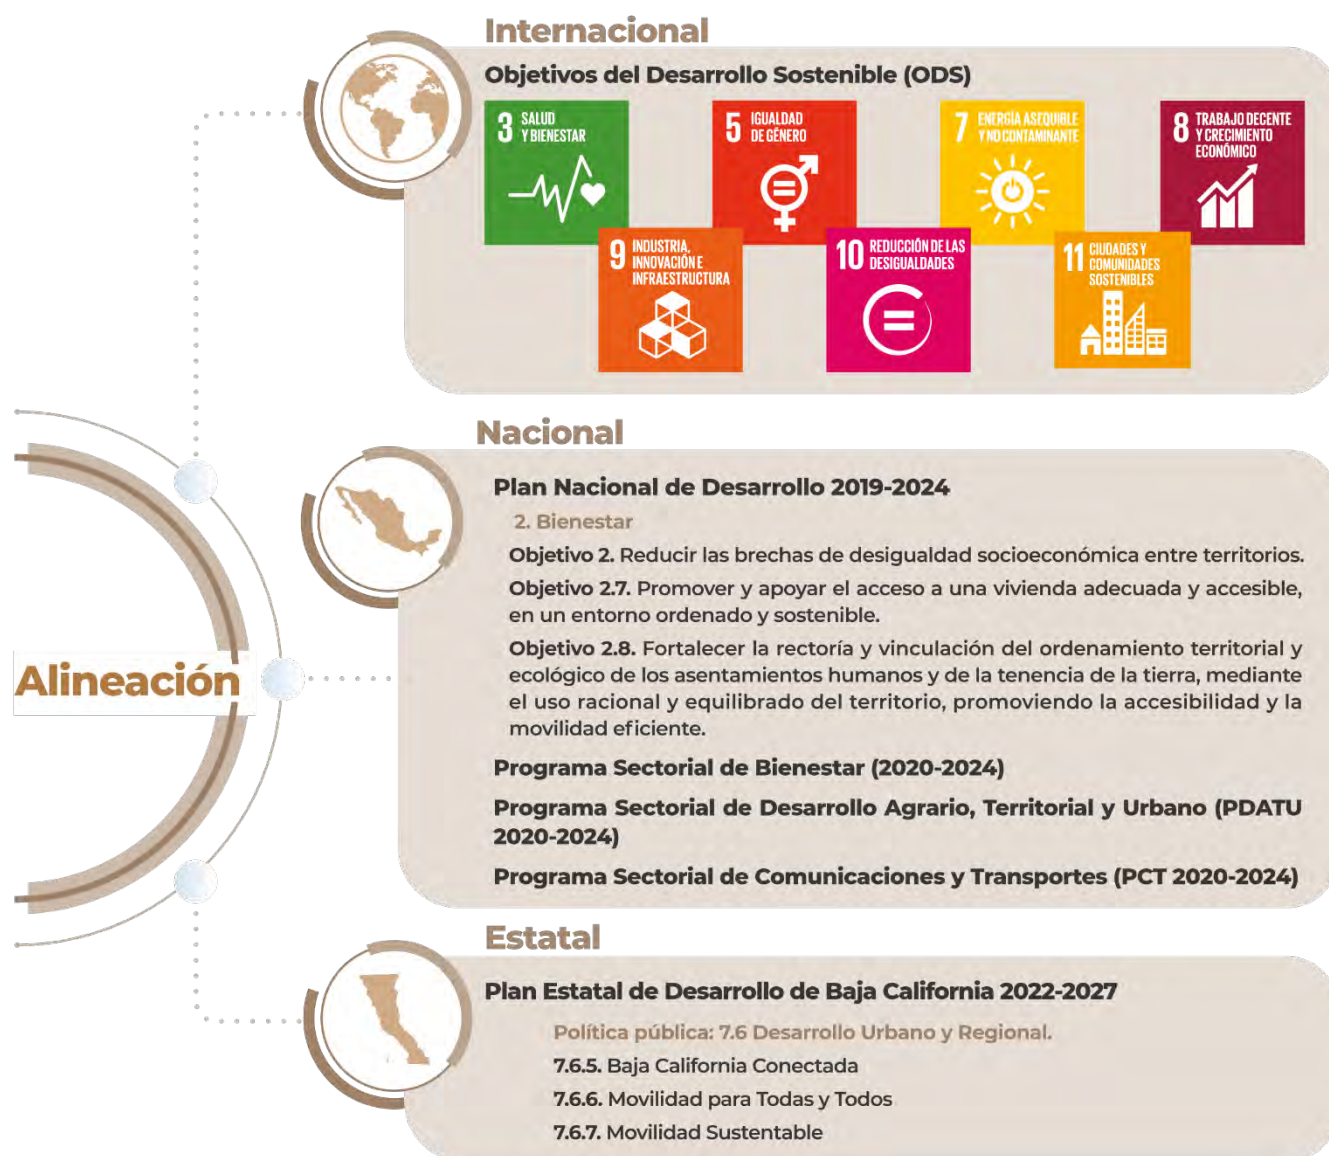 Internacional
Objetivos del Desarrollo Sostenible (ODS)
3 SALUD
Y BIENESTAR
5 IGUALDAD
DE GÉNERO
7 ENERGÍA ASEQUIBLE
Y NO CONTAMINANTE
8 TRABAJO DECENTE
Y CRECIMIENTO
ECONÓMICO
9 INDUSTRIA,
INNOVACIÓN E
INFRAESTRUCTURA
10 REDUCCIÓN DE LAS
DESIGUALDADES
11 CIUDADES Y
COMUNIDADES
SOSTENIBLES
Alineación
Nacional
Plan Nacional de Desarrollo 2019-2024
2. Bienestar
Objetivo 2. Reducir las brechas de desigualdad socioeconómica entre territorios.
Objetivo 2.7. Promover y apoyar el acceso a una vivienda adecuada y accesible,
en un entorno ordenado y sostenible.
Objetivo 2.8. Fortalecer la rectoría y vinculación del ordenamiento territorial y
ecológico de los asentamientos humanos y de la tenencia de la tierra, mediante
el uso racional y equilibrado del territorio, promoviendo la accesibilidad y la
movilidad eficiente.
Programa Sectorial de Bienestar (2020-2024)
Programa Sectorial de Desarrollo Agrario, Territorial y Urbano (PDATU
2020-2024)
Programa Sectorial de Comunicaciones y Transportes (PCT 2020-2024)
Estatal
Plan Estatal de Desarrollo de Baja California 2022-2027
Política pública: 7.6 Desarrollo Urbano y Regional.
7.6.5. Baja California Conectada
7.6.6. Movilidad para Todas y Todos
7.6.7. Movilidad Sustentable